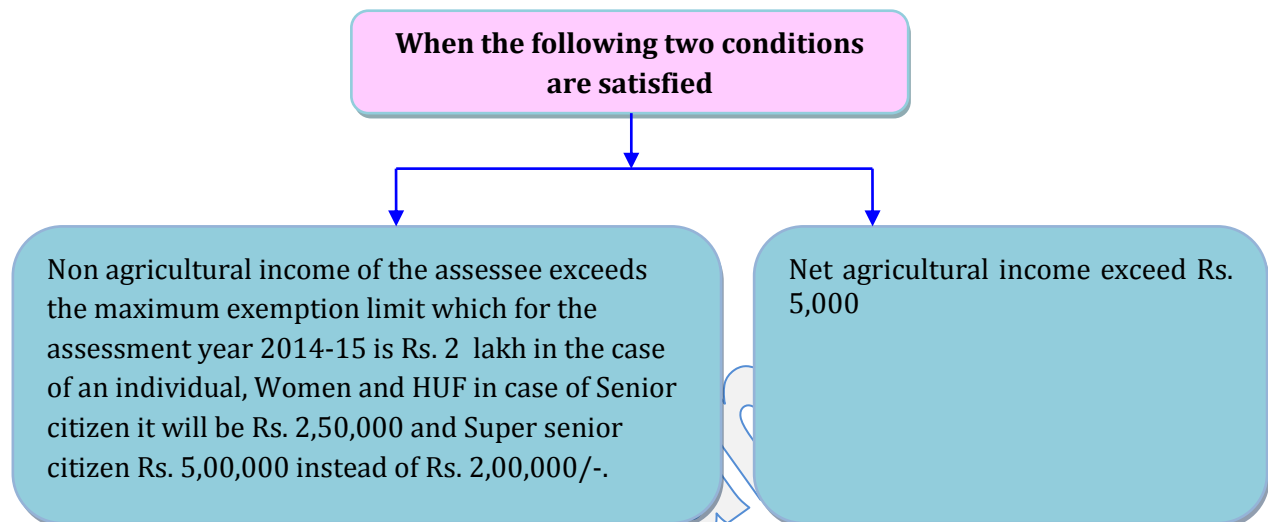 When the following two conditions
are satisfied
Non agricultural income of the assessee exceeds
the maximum exemption limit which for the
assessment year 2014-15 is Rs. 2 lakh in the case
of an individual, Women and HUF in case of Senior
citizen it will be Rs. 2,50,000 and Super senior
citizen Rs. 5,00,000 instead of Rs. 2,00,000/-.
Net agricultural income exceed Rs.
5,000